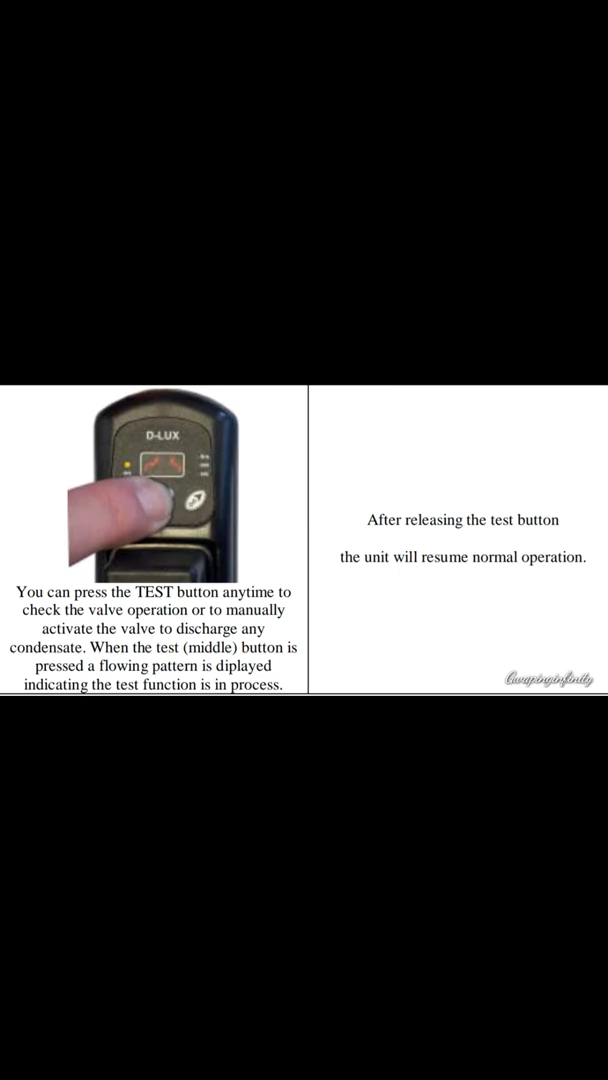 D-LUX
You can press the TEST button anytime to
check the valve operation or to manually
activate the valve to discharge any
condensate. When the test (middle) button is
pressed a flowing pattern is diplayed
indicating the test function is in process.
After releasing the test button
the unit will resume normal operation.
Gwapinginfinity